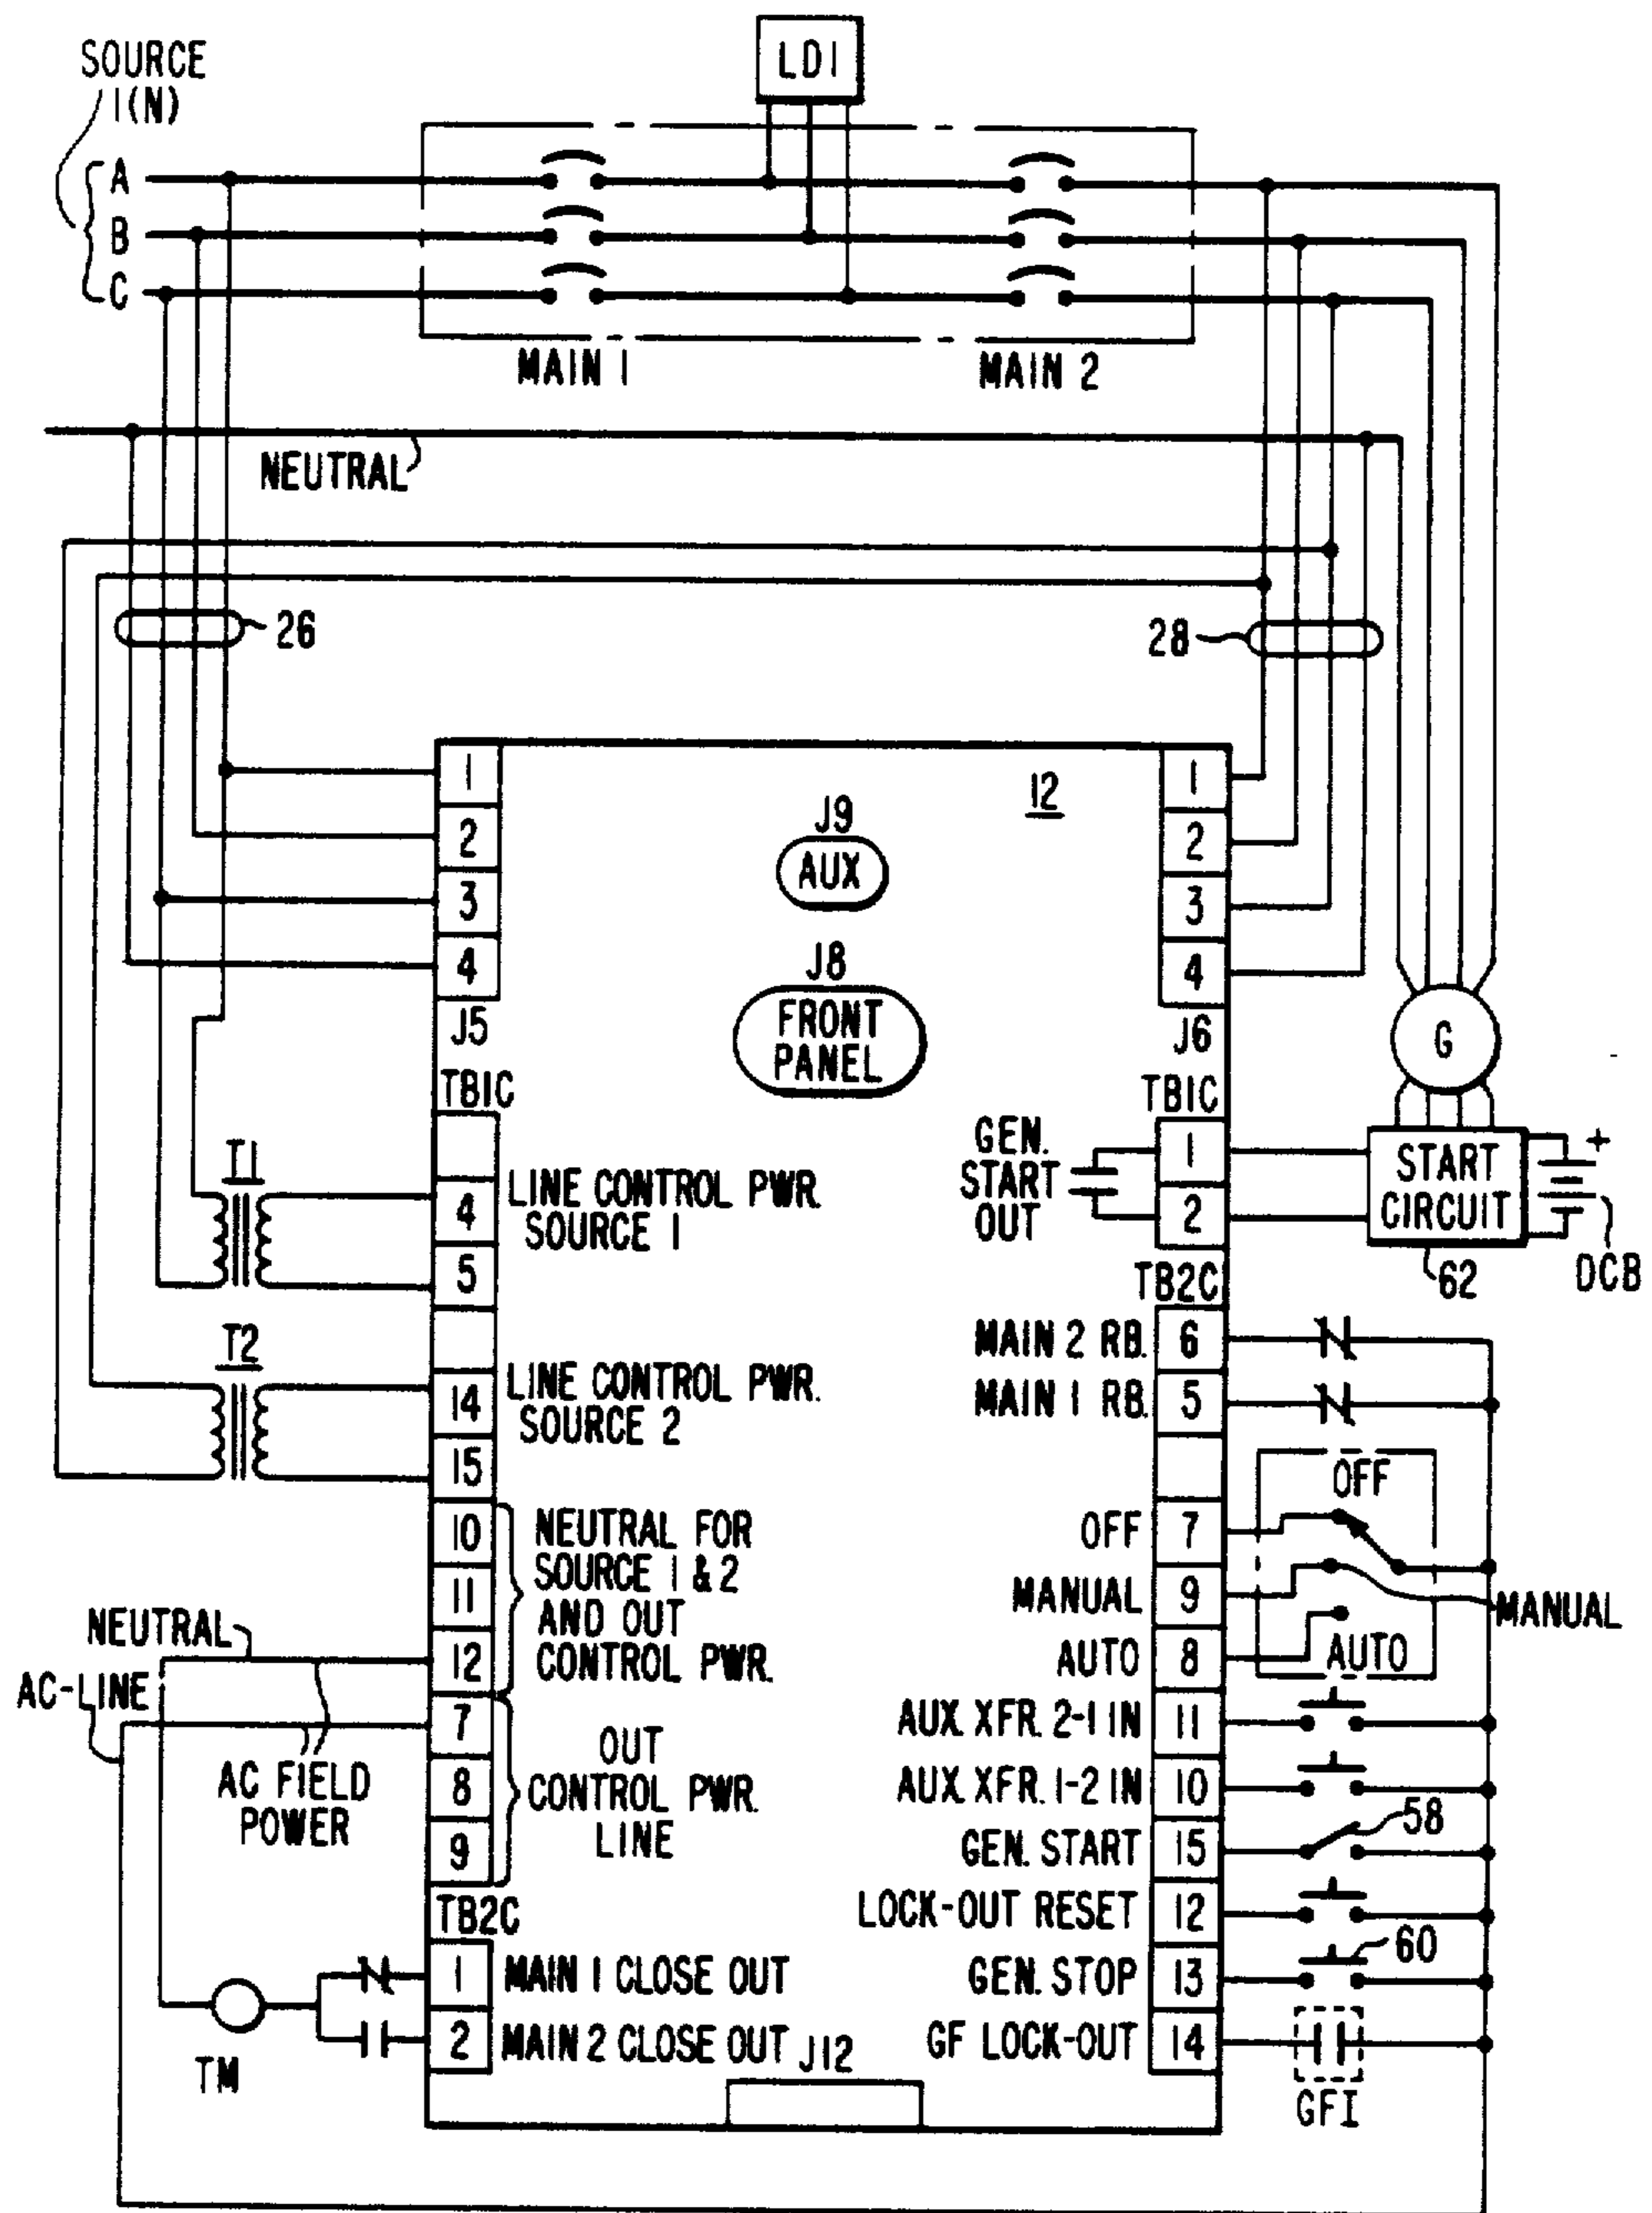 LD1
SOURCE
1(N)
A
B
C
MAIN 1
MAIN 2
NEUTRAL
26
28
1
2
3
4
J5
12
J9
AUX
J8
FRONT
PANEL
1
2
3
4
J6
G
TB1C
4
5
14
15
10
11
12
7
8
9
T1
LINE CONTROL PWR.
SOURCE 1
T2
LINE CONTROL PWR.
SOURCE 2
NEUTRAL FOR
SOURCE 1 & 2
AND OUT
CONTROL PWR.
NEUTRAL
AC-LINE
AC FIELD
POWER
OUT
CONTROL PWR.
LINE
TB2C
1
MAIN 1 CLOSE OUT
2
MAIN 2 CLOSE OUT
TM
J12
TB1C
GEN.
START
OUT
1
2
START
CIRCUIT
+
62
DCB
TB2C
MAIN 2 RB.
6
MAIN 1 RB.
5
OFF
OFF
7
MANUAL
9
MANUAL
AUTO
8
AUTO
AUX. XFR. 2-1 IN
11
AUX. XFR. 1-2 IN
10
58
GEN. START
15
LOCK-OUT RESET
12
60
GEN. STOP
13
GF LOCK-OUT
14
GFI